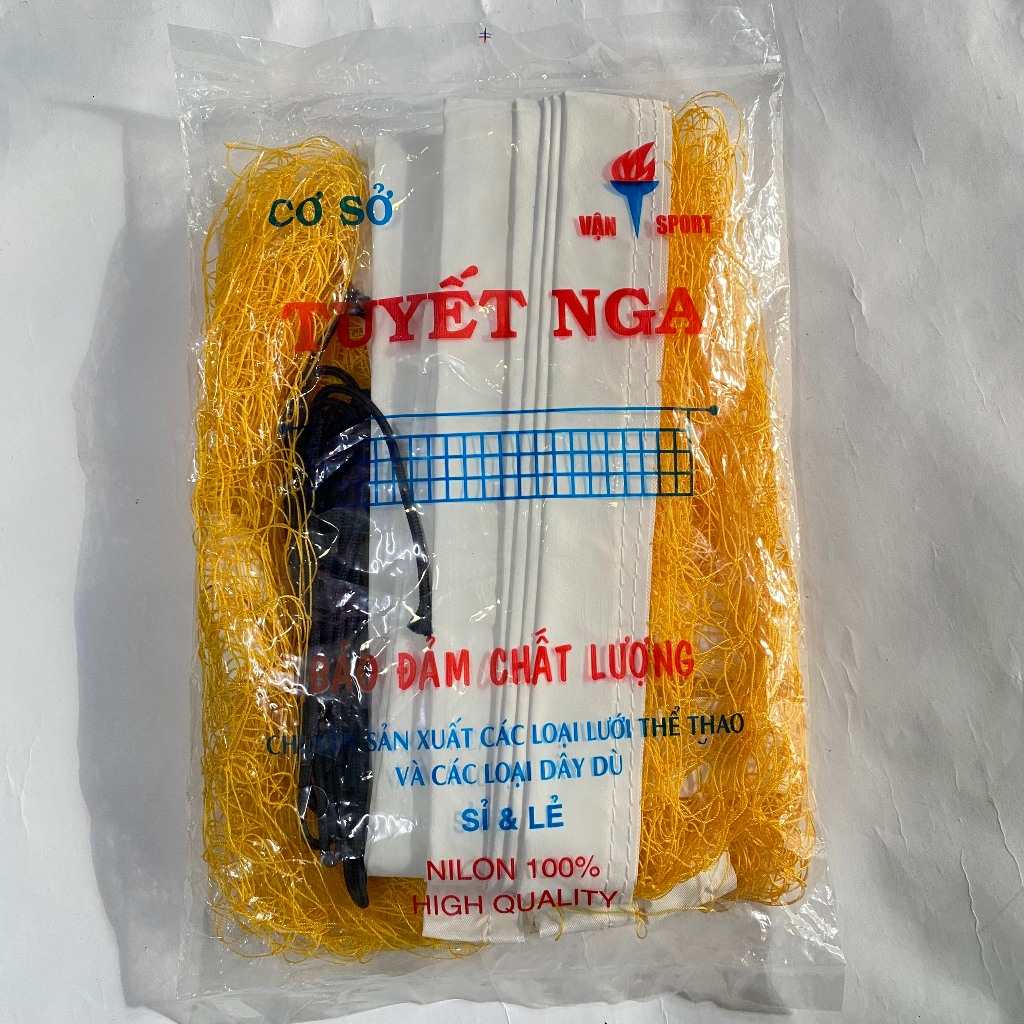 CƠ SỞ
VẬN SPORT
TUYẾT NGA
BẢO ĐẢM CHẤT LƯỢNG
SẢN XUẤT CÁC LOẠI LƯỚI THỂ THAO
VÀ CÁC LOẠI DÂY DÙ
SỈ & LẺ
NILON 100%
HIGH QUALITY